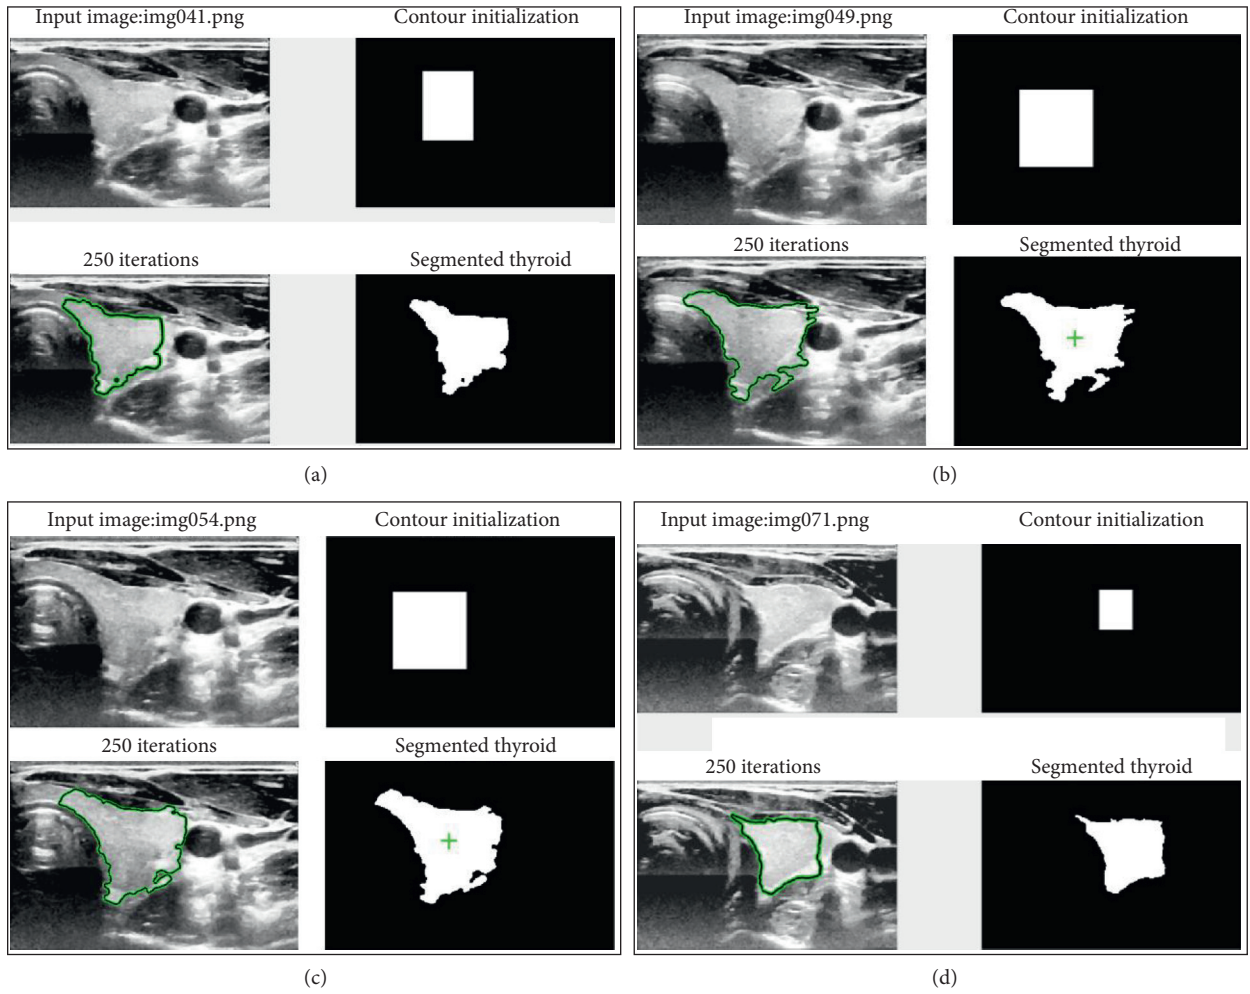 Input image:img041.png
Contour initialization
250 iterations
Segmented thyroid
(a)
Input image:img049.png
Contour initialization
250 iterations
Segmented thyroid
(b)
Input image:img054.png
Contour initialization
250 iterations
Segmented thyroid
(c)
Input image:img071.png
Contour initialization
250 iterations
Segmented thyroid
(d)